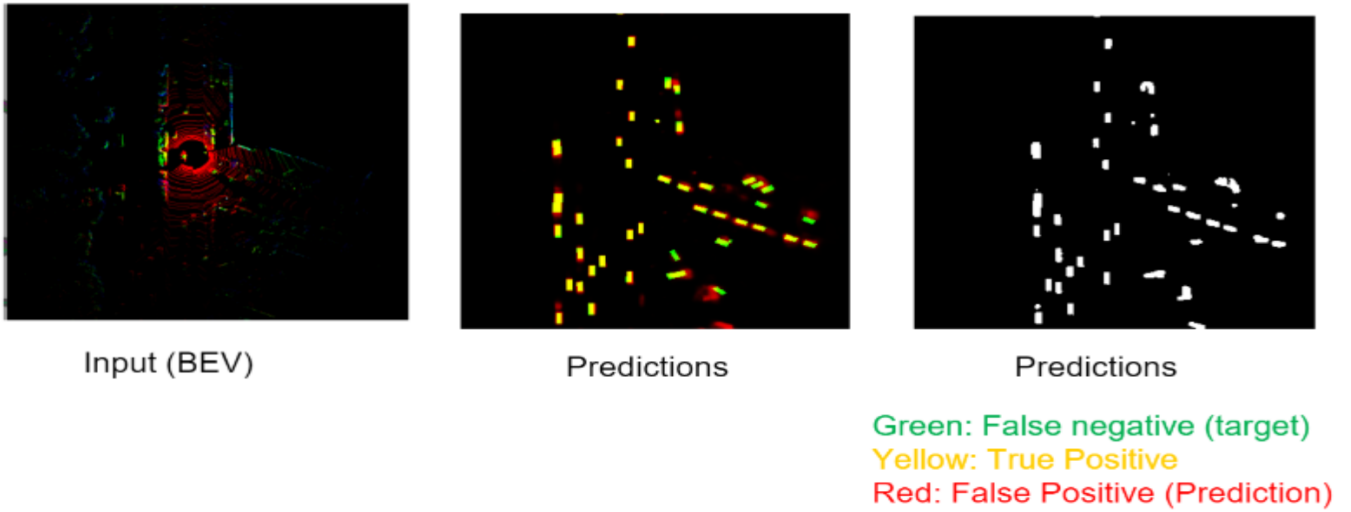 Input (BEV)
Predictions
Predictions
Green: False negative (target)
Yellow: True Positive
Red: False Positive (Prediction)